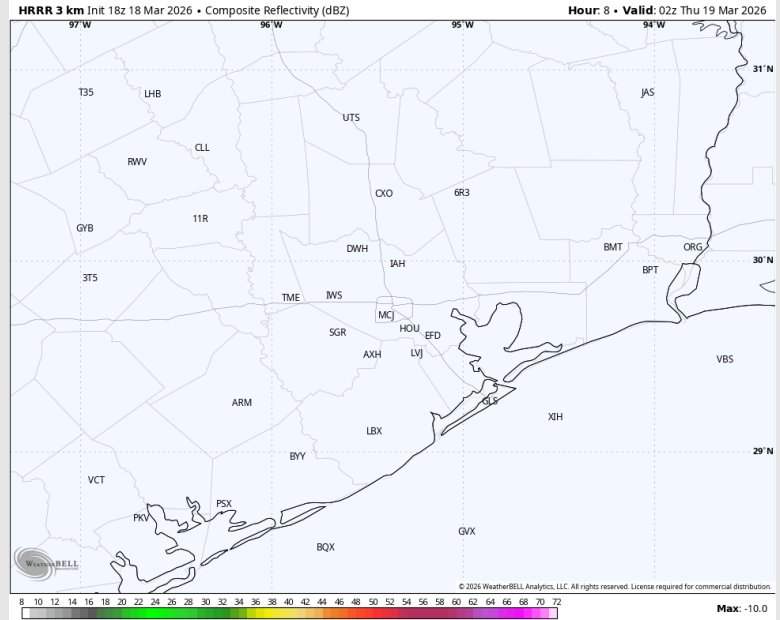 HRRR 3 km Init 18z 18 Mar 2026 • Composite Reflectivity (dBZ) Hour: 8 • Valid: 02z Thu 19 Mar 2026
97°W 96°W 95°W 94°W
31°N
T35 LHB JAS
UTS
CLL
RWV
CXO 6R3
11R
GYB
DWH BMT ORG
IAH 30°N
BPT
3T5
TME IWS
MCJ
SGR HOU EFD
AXH LVJ
VBS
ARM GLS
XIH
LBX
29°N
BYY
VCT
PSX
PKV
GVX
BQX
WEATHERBELL
© 2026 WeatherBELL Analytics, LLC. All rights reserved. License required for commercial distribution.
8 10 12 14 16 18 20 22 24 26 28 30 32 34 36 38 40 42 44 46 48 50 52 54 56 58 60 62 64 66 68 70 72
Max: -10.0